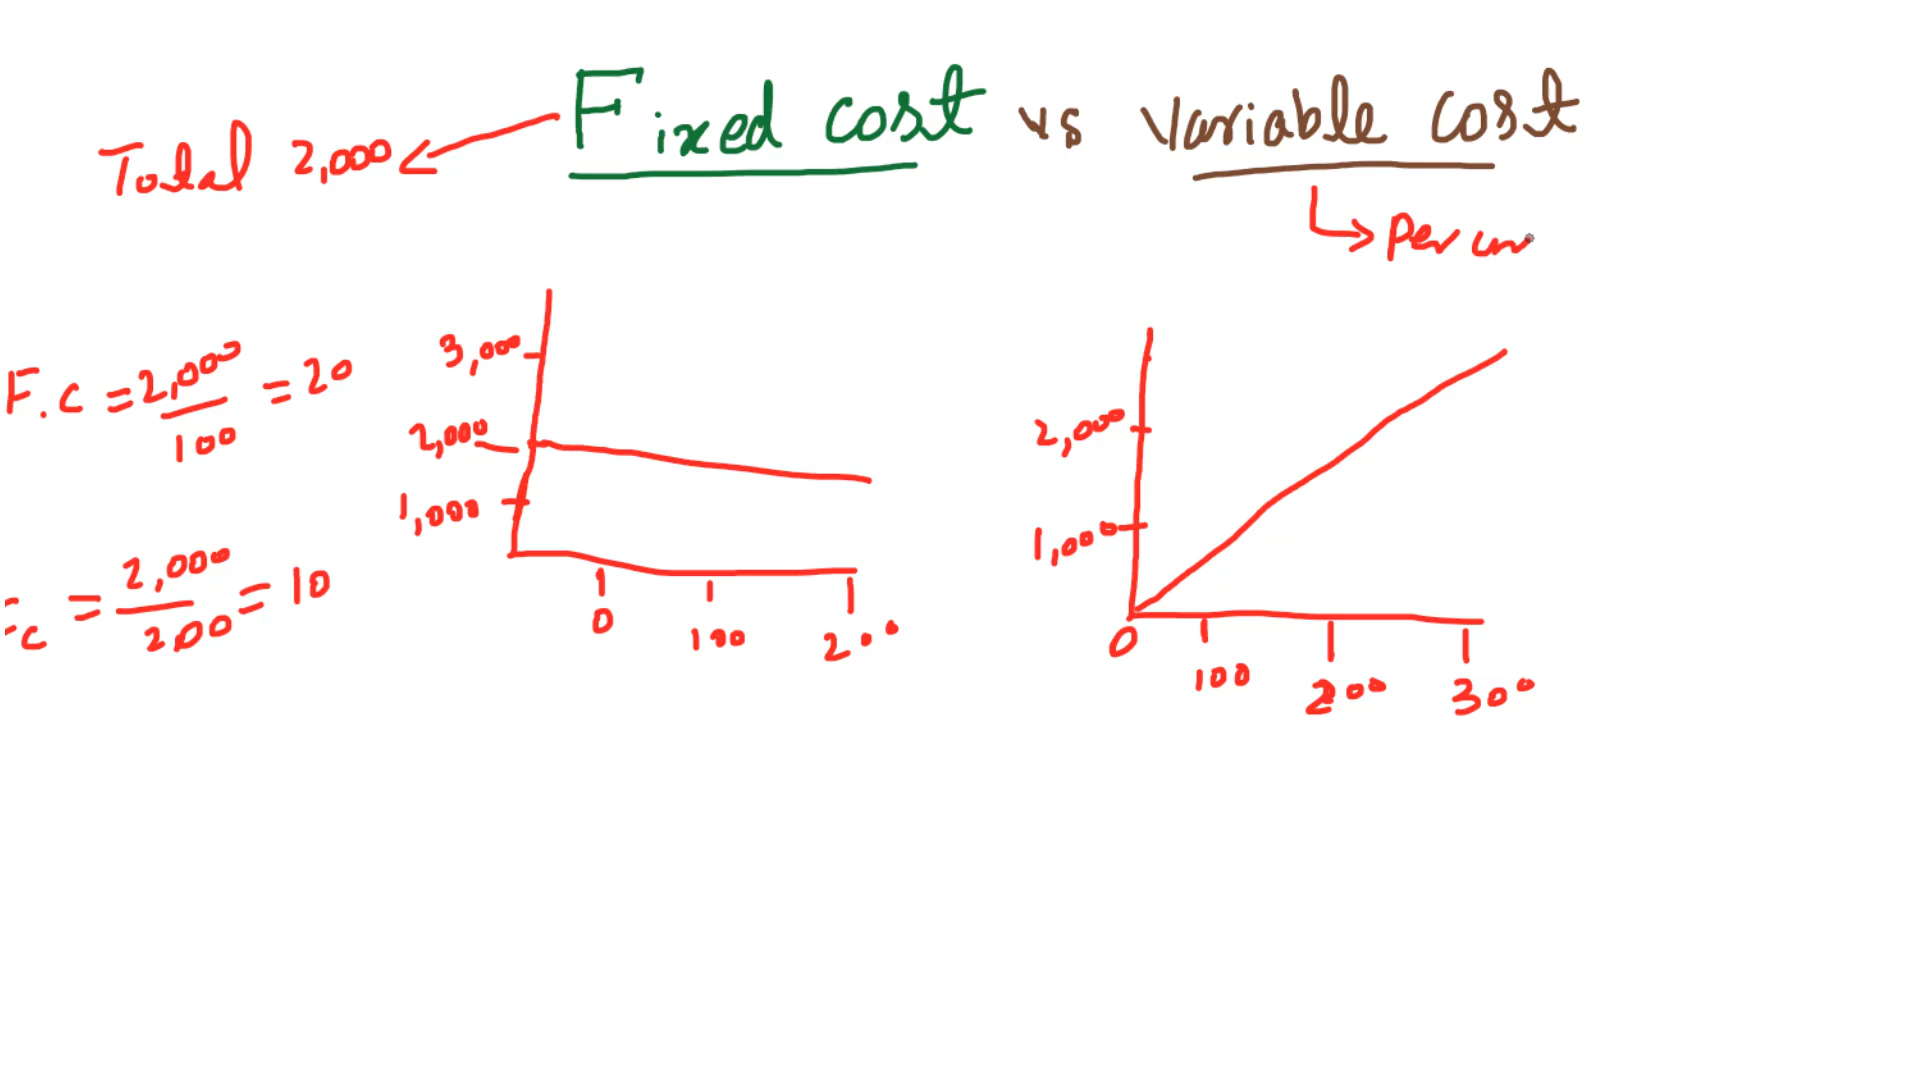 Fixed cost vs variable cost
Total 2,000
Per un
3,000
2,000
1,000
0 100 200
F.C = 2,000 / 100 = 20
C = 2,000 / 200 = 10
2,000
1,000
0
100 200 300